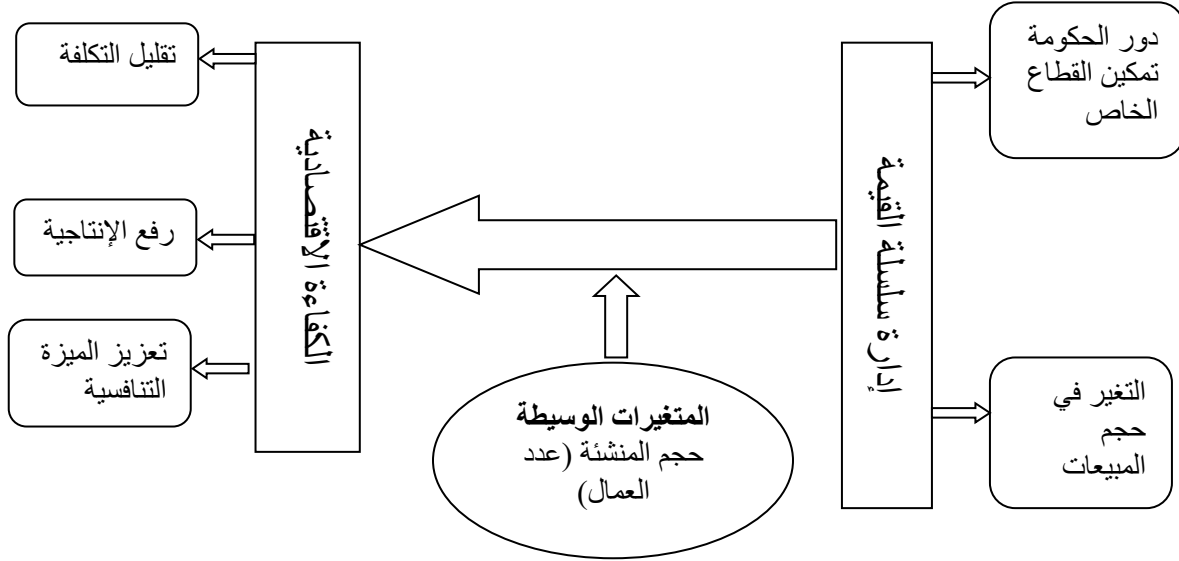 دور الحكومة
تمكين القطاع
الخاص
التغير في
حجم
المبيعات
إدارة سلسلة القيمة
المتغيرات الوسيطة
حجم المنشئة (عدد
العمال)
الكفاءة الاقتصادية
تقليل التكلفة
رفع الإنتاجية
تعزيز الميزة
التنافسية